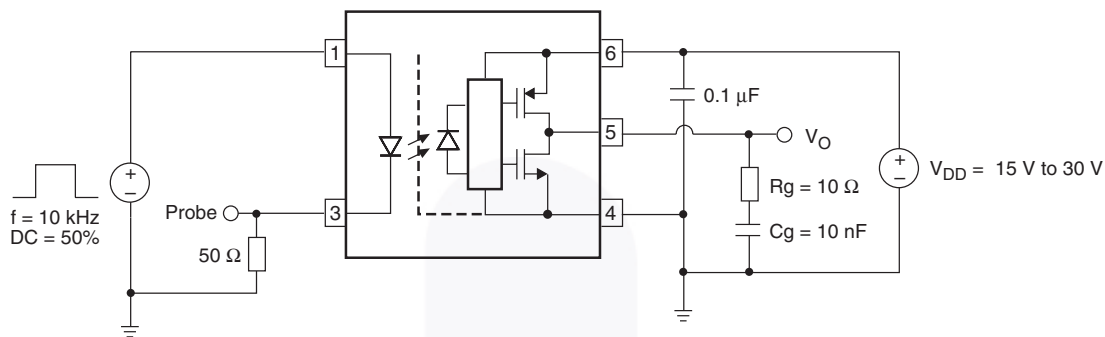 1
6
0.1 μF
5
V_O
+
−
+
−
V_DD = 15 V to 30 V
f = 10 kHz
DC = 50%
Probe
3
4
Rg = 10 Ω
50 Ω
Cg = 10 nF